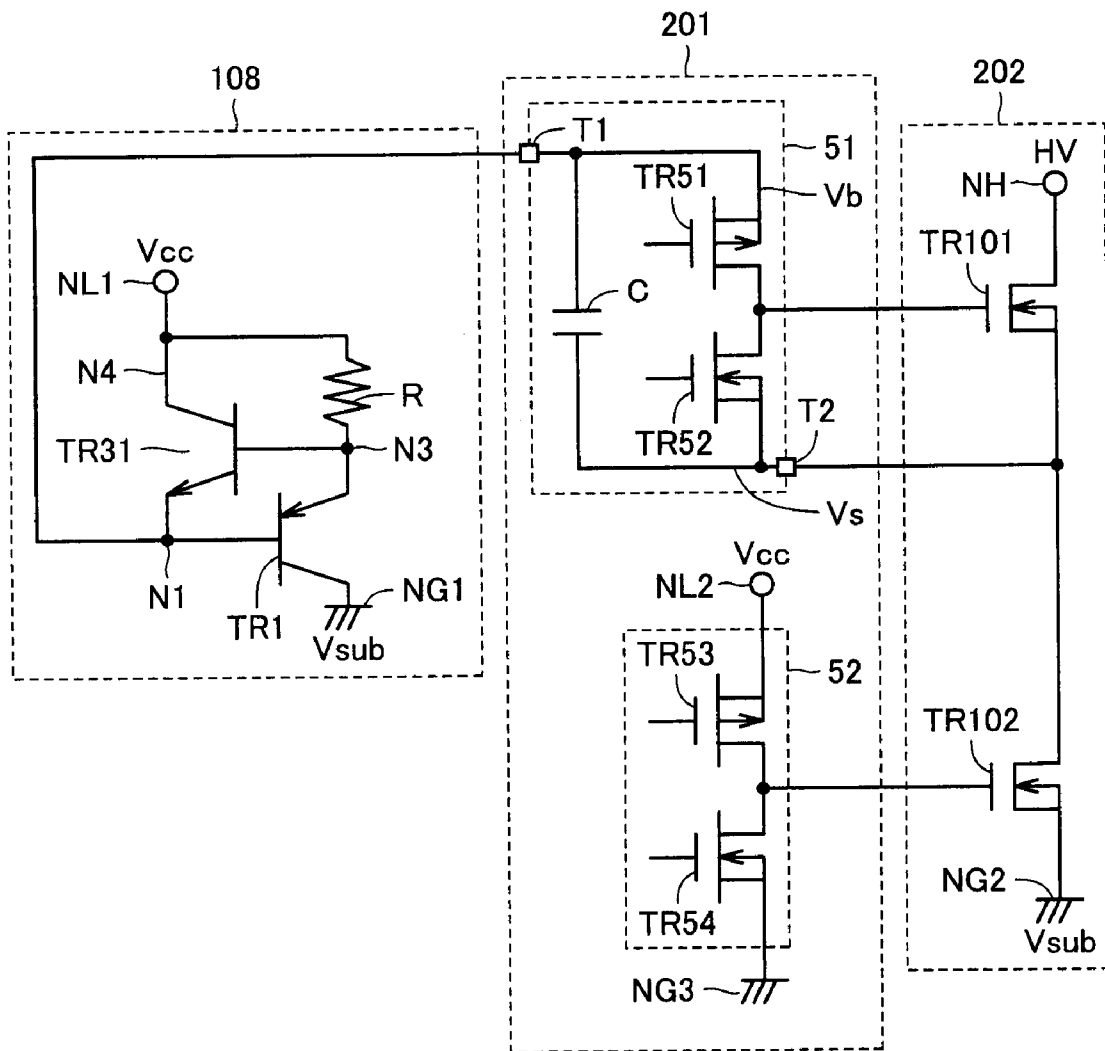 201
108
202
T1
51
HV
TR51
Vb
NH
Vcc
TR101
NL1
C
N4
R
TR52
T2
TR31
N3
Vs
Vcc
N1
NG1
NL2
TR1
Vsub
TR53
52
TR102
NG2
TR54
Vsub
NG3